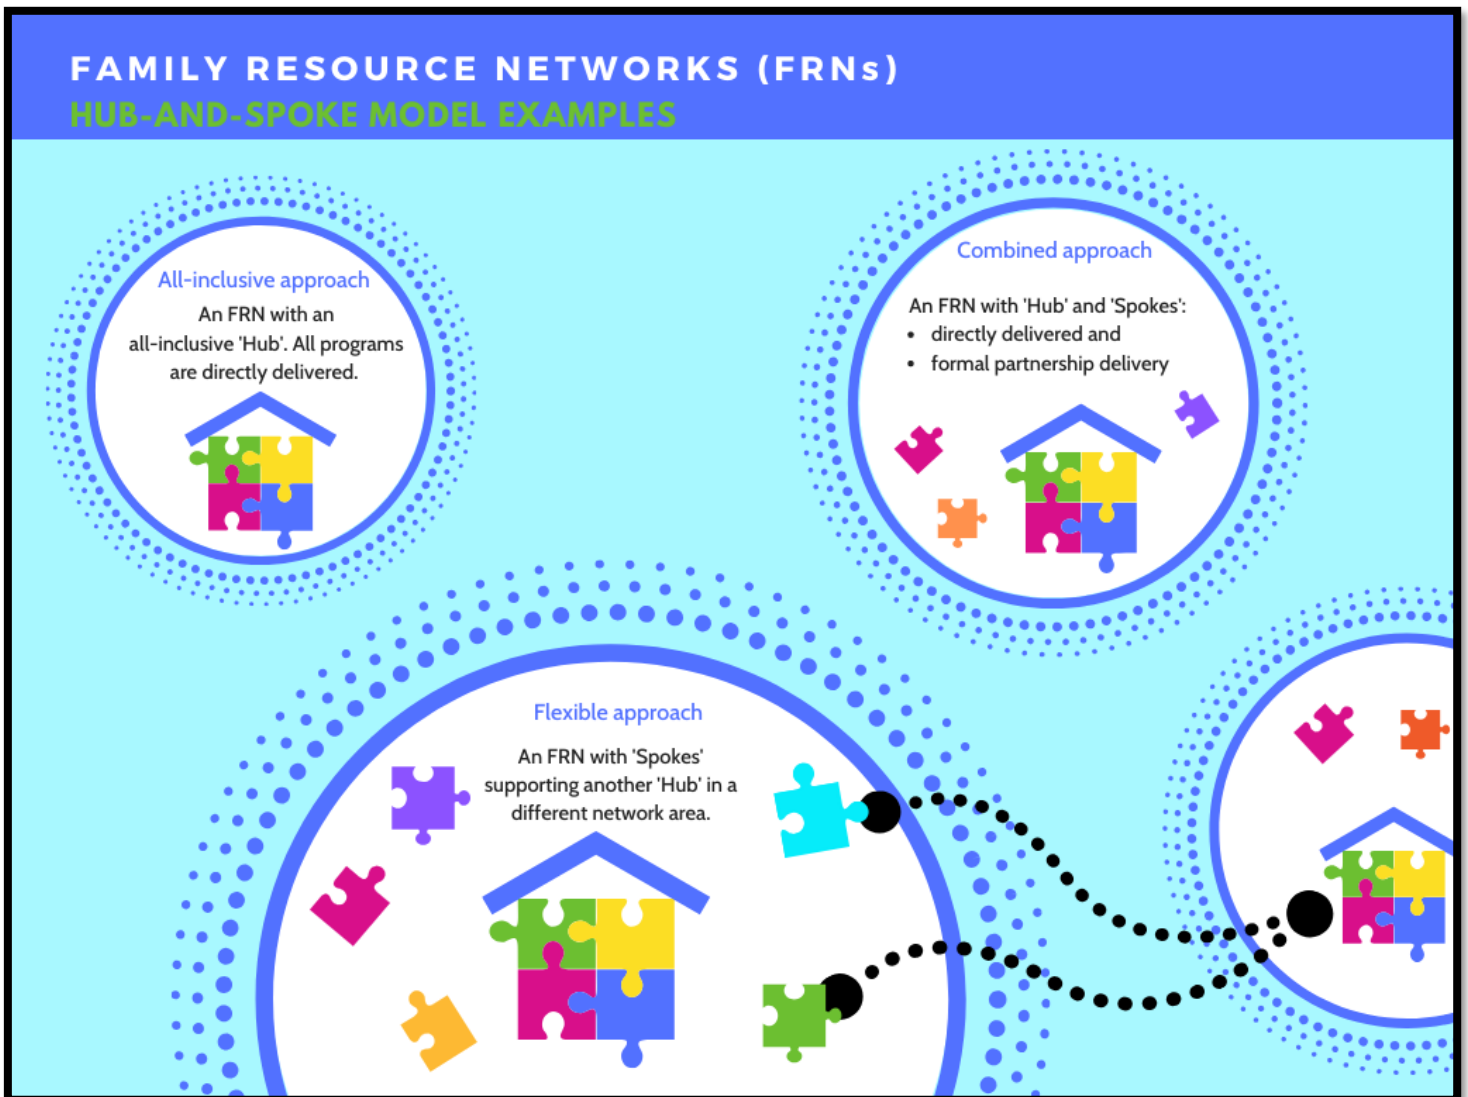 FAMILY RESOURCE NETWORKS (FRNs)
HUB-AND-SPOKE MODEL EXAMPLES
All-inclusive approach
An FRN with an
all-inclusive 'Hub'. All programs
are directly delivered.
Combined approach
An FRN with 'Hub' and 'Spokes':
• directly delivered and
• formal partnership delivery
Flexible approach
An FRN with 'Spokes'
supporting another 'Hub' in a
different network area.